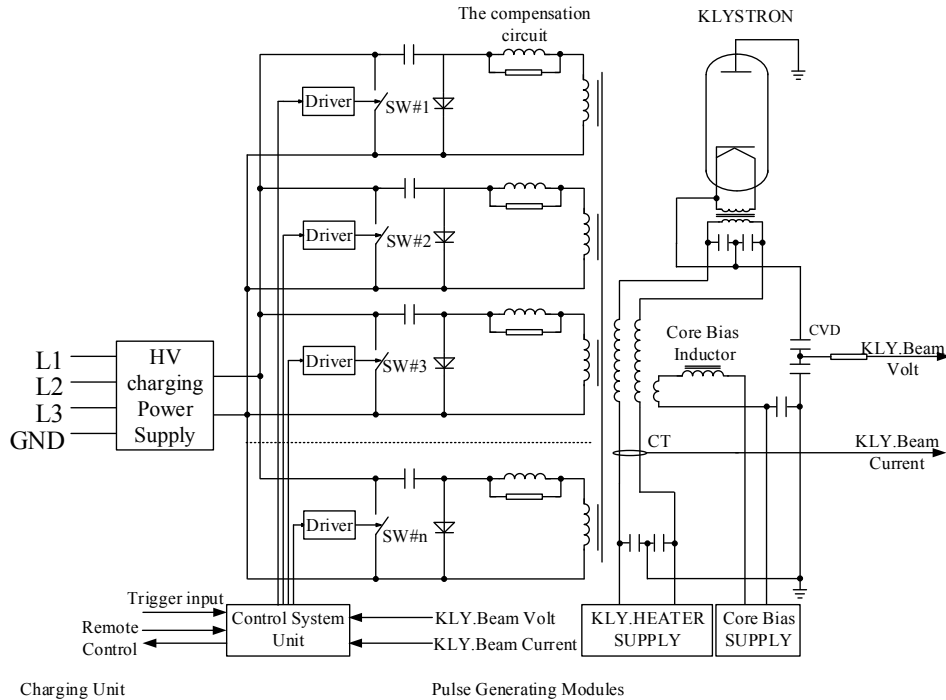 The compensation
circuit
KLYSTRON
Driver
SW#1
Driver
SW#2
Driver
SW#3
Driver
SW#n
L1
L2
L3
GND
HV
charging
Power
Supply
Core Bias
Inductor
CVD
KLY.Beam
Volt
CT
KLY.Beam
Current
Trigger input
Remote
Control
Control System
Unit
KLY.Beam Volt
KLY.Beam Current
KLY.HEATER
SUPPLY
Core Bias
SUPPLY
Charging Unit
Pulse Generating Modules